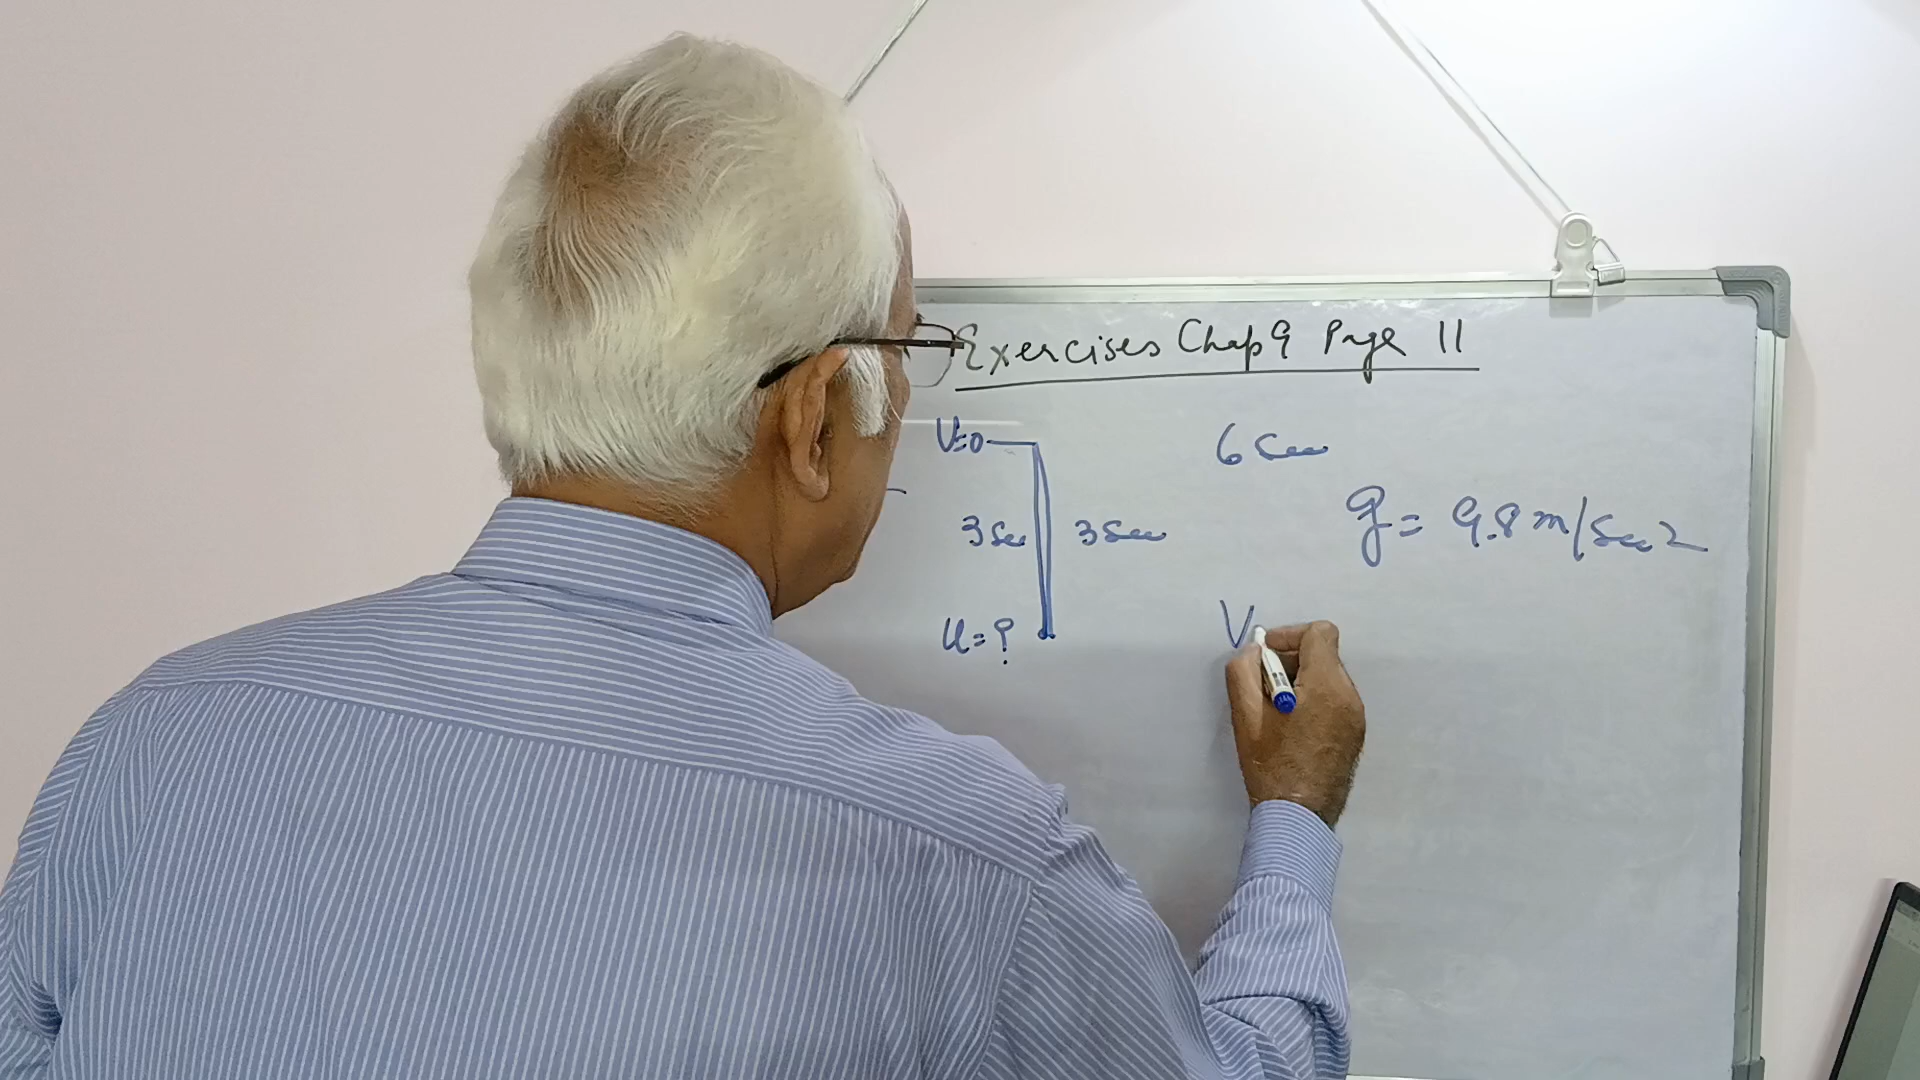 Exercises Chap 9 Page 11
V=0
6 Sec
g = 9.8 m/Sec2
3 Sec 3 Sec
u = ?
V